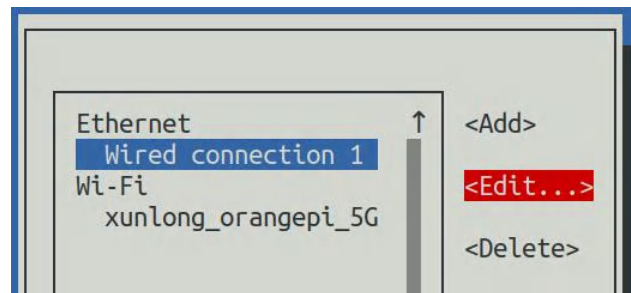 Ethernet ↑ <Add>
Wired connection 1
Wi-Fi <Edit...>
xunlong_orangepi_5G
<Delete>